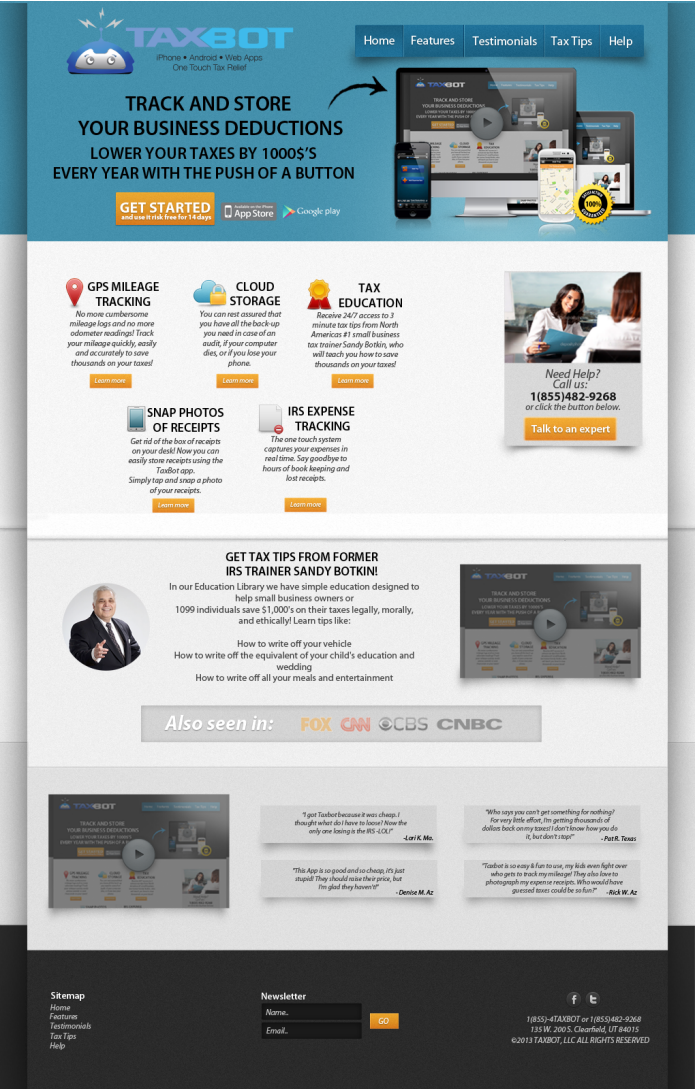 TAXBOT
iPhone • Android • Web Apps
One Touch Tax Relief
Home
Features
Testimonials
Tax Tips
Help
TRACK AND STORE
YOUR BUSINESS DEDUCTIONS
LOWER YOUR TAXES BY 1000$'S
EVERY YEAR WITH THE PUSH OF A BUTTON
GET STARTED
and use it risk free for 14 days
Available on the iPhone
App Store
Google play
100%
GPS MILEAGE
TRACKING
No more cumbersome
mileage logs and no more
odometer readings! Track
your mileage quickly, easily
and accurately to save
thousands on your taxes!
Learn more
CLOUD
STORAGE
You can rest assured that
you have all the back-up
you need in case of an
audit, if your computer
dies, or if you lose your
phone.
Learn more
TAX
EDUCATION
Receive 24/7 access to 3
minute tax tips from North
Americas #1 small business
tax trainer Sandy Botkin, who
will teach you how to save
thousands on your taxes!
Learn more
Need Help?
Call us:
1(855)482-9268
or click the button below.
Talk to an expert
SNAP PHOTOS
OF RECEIPTS
Get rid of the box of receipts
on your desk! Now you can
easily store receipts using the
TaxBot app.
Simply tap and snap a photo
of your receipts.
Learn more
IRS EXPENSE
TRACKING
The one touch system
captures your expenses in
real time. Say goodbye to
hours of book keeping and
lost receipts.
Learn more
GET TAX TIPS FROM FORMER
IRS TRAINER SANDY BOTKIN!
In our Education Library we have simple education designed to
help small business owners or
1099 individuals save $1,000's on their taxes legally, morally,
and ethically! Learn tips like:
How to write off your vehicle
How to write off the equivalent of your child's education and
wedding
How to write off all your meals and entertainment
Also seen in:
FOX
CNN
CBS
CNBC
"I got Taxbot because it was cheap. I
thought what do I have to loose? Now the
only one losing is the IRS -LOL!"
-Lori K. Ma.
"Who says you can't get something for nothing?
For very little effort, I'm getting thousands of
dollars back on my taxes! I don't know how you do
it, but don't stop!"
- Pat R. Texas
"This App is so good and so cheap, it's just
stupid! They should raise their price, but
I'm glad they haven't!"
- Denise M. Az
"Taxbot is so easy & fun to use, my kids even fight over
who gets to track my mileage! They also love to
photograph my expense receipts. Who would have
guessed taxes could be so fun!"
- Rick W. Az
Sitemap
Home
Features
Testimonials
Tax Tips
Help
Newsletter
Name..
Email..
GO
1(855)-4TAXBOT or 1(855)482-9268
135 W. 200 S. Clearfield, UT 84015
©2013 TAXBOT, LLC ALL RIGHTS RESERVED